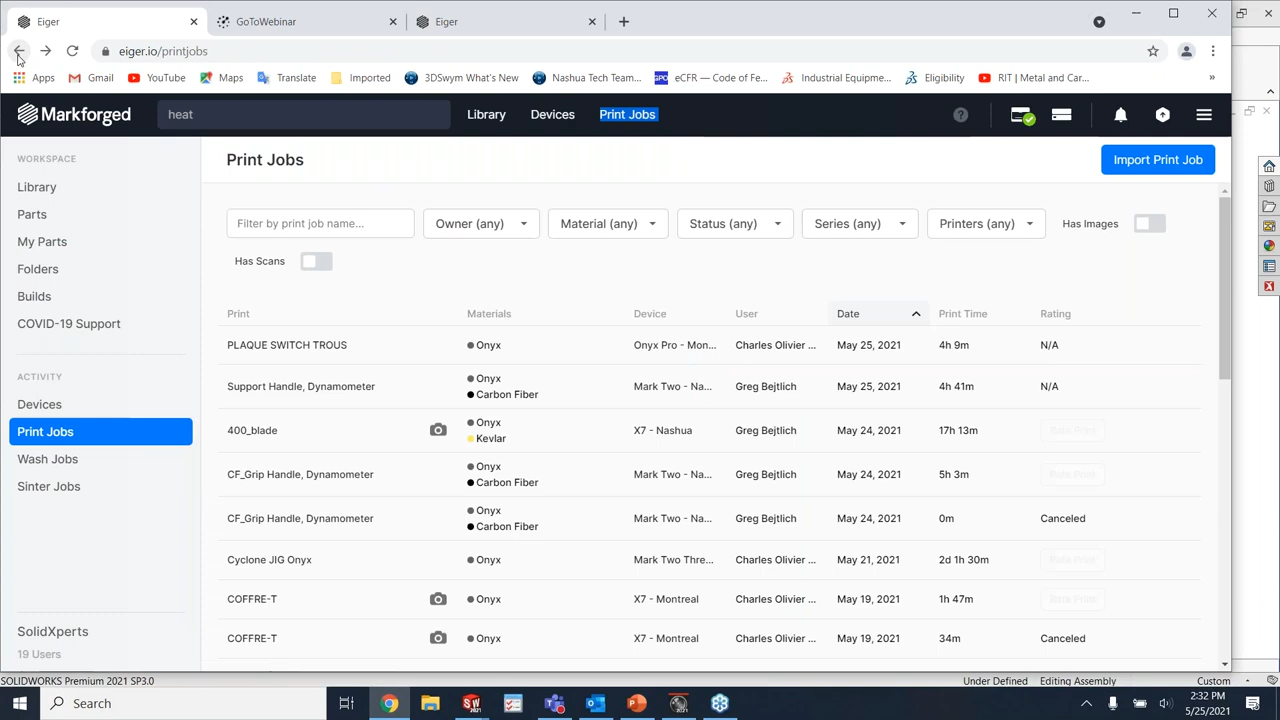 Eiger
GoToWebinar
Eiger
eiger.io/printjobs
Apps
Gmail
YouTube
Maps
Translate
Imported
3DSwym What's New
Nashua Tech Team...
eCFR — Code of Fe...
Industrial Equipme...
Eligibility
RIT | Metal and Car...
»
Markforged
heat
Library
Devices
Print Jobs
WORKSPACE
Library
Parts
My Parts
Folders
Builds
COVID-19 Support
ACTIVITY
Devices
Print Jobs
Wash Jobs
Sinter Jobs
SolidXperts
19 Users
Print Jobs
Import Print Job
Filter by print job name...
Owner (any)
Material (any)
Status (any)
Series (any)
Printers (any)
Has Images
Has Scans
Print Materials Device User Date Print Time Rating
PLAQUE SWITCH TROUS Onyx Onyx Pro - Mon... Charles Olivier ... May 25, 2021 4h 9m N/A
Support Handle, Dynamometer Onyx Mark Two - Na... Greg Bejtlich May 25, 2021 4h 41m N/A
Carbon Fiber
400_blade Onyx X7 - Nashua Greg Bejtlich May 24, 2021 17h 13m Rate Print
Kevlar
CF_Grip Handle, Dynamometer Onyx Mark Two - Na... Greg Bejtlich May 24, 2021 5h 3m Rate Print
Carbon Fiber
CF_Grip Handle, Dynamometer Onyx Mark Two - Na... Greg Bejtlich May 24, 2021 0m Canceled
Carbon Fiber
Cyclone JIG Onyx Onyx Mark Two Thre... Charles Olivier ... May 21, 2021 2d 1h 30m Rate Print
COFFRE-T Onyx X7 - Montreal Charles Olivier ... May 19, 2021 1h 47m Rate Print
COFFRE-T Onyx X7 - Montreal Charles Olivier ... May 19, 2021 34m Canceled
SOLIDWORKS Premium 2021 SP3.0
Under Defined
Editing Assembly
Custom
Search
2:32 PM
5/25/2021